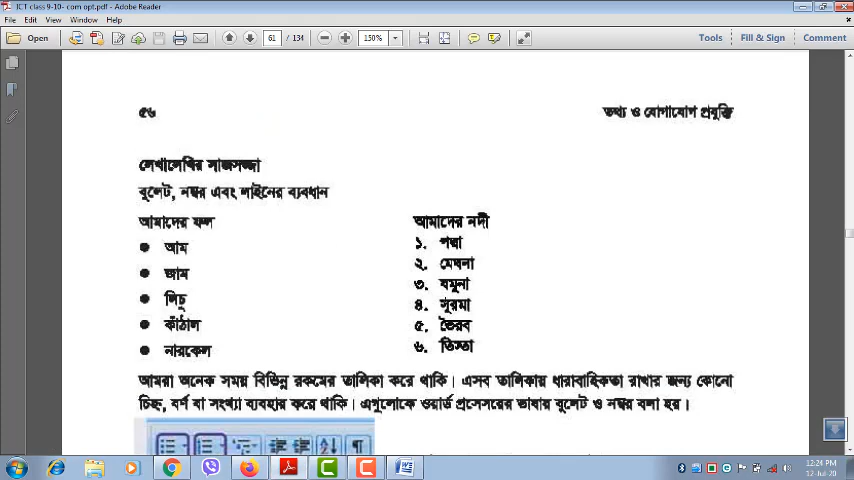 ICT class 9-10- com opt.pdf - Adobe Reader
File Edit View Window Help
Open 61 / 134 150% Tools Fill & Sign Comment
৫৬ তথ্য ও যোগাযোগ প্রযুক্তি
লেখালেখির সাজসজ্জা
বুলেট, নম্বর এবং লাইনের ব্যবধান
আমাদের ফল
● আম
● জাম
● লিচু
● কাঁঠাল
● নারকেল
আমাদের নদী
১. পদ্মা
২. মেঘনা
৩. যমুনা
৪. সুরমা
৫. ভৈরব
৬. তিস্তা
আমরা অনেক সময় বিভিন্ন রকমের তালিকা করে থাকি। এসব তালিকায় ধারাবাহিকতা রাখার জন্য কোনো
চিহ্ন, বর্ণ বা সংখ্যা ব্যবহার করে থাকি। এগুলোকে ওয়ার্ড প্রসেসরের ভাষায় বুলেট ও নম্বর বলা হয়।
12:24 PM
12-Jul-20